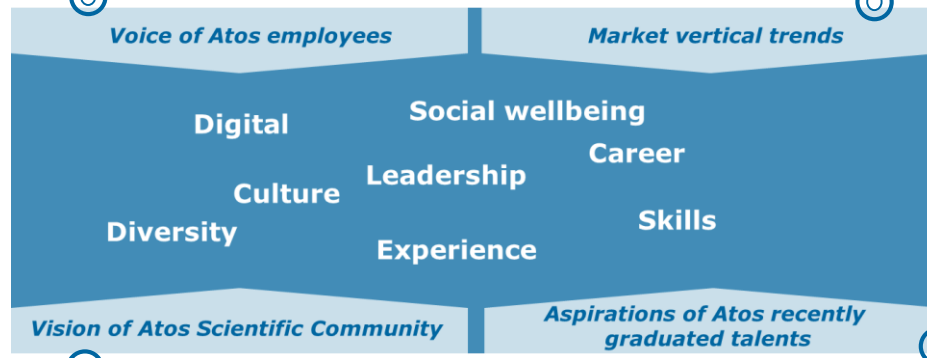 Voice of Atos employees
Market vertical trends
Social wellbeing
Digital
Career
Leadership
Culture
Skills
Diversity
Experience
Vision of Atos Scientific Community
Aspirations of Atos recently
graduated talents